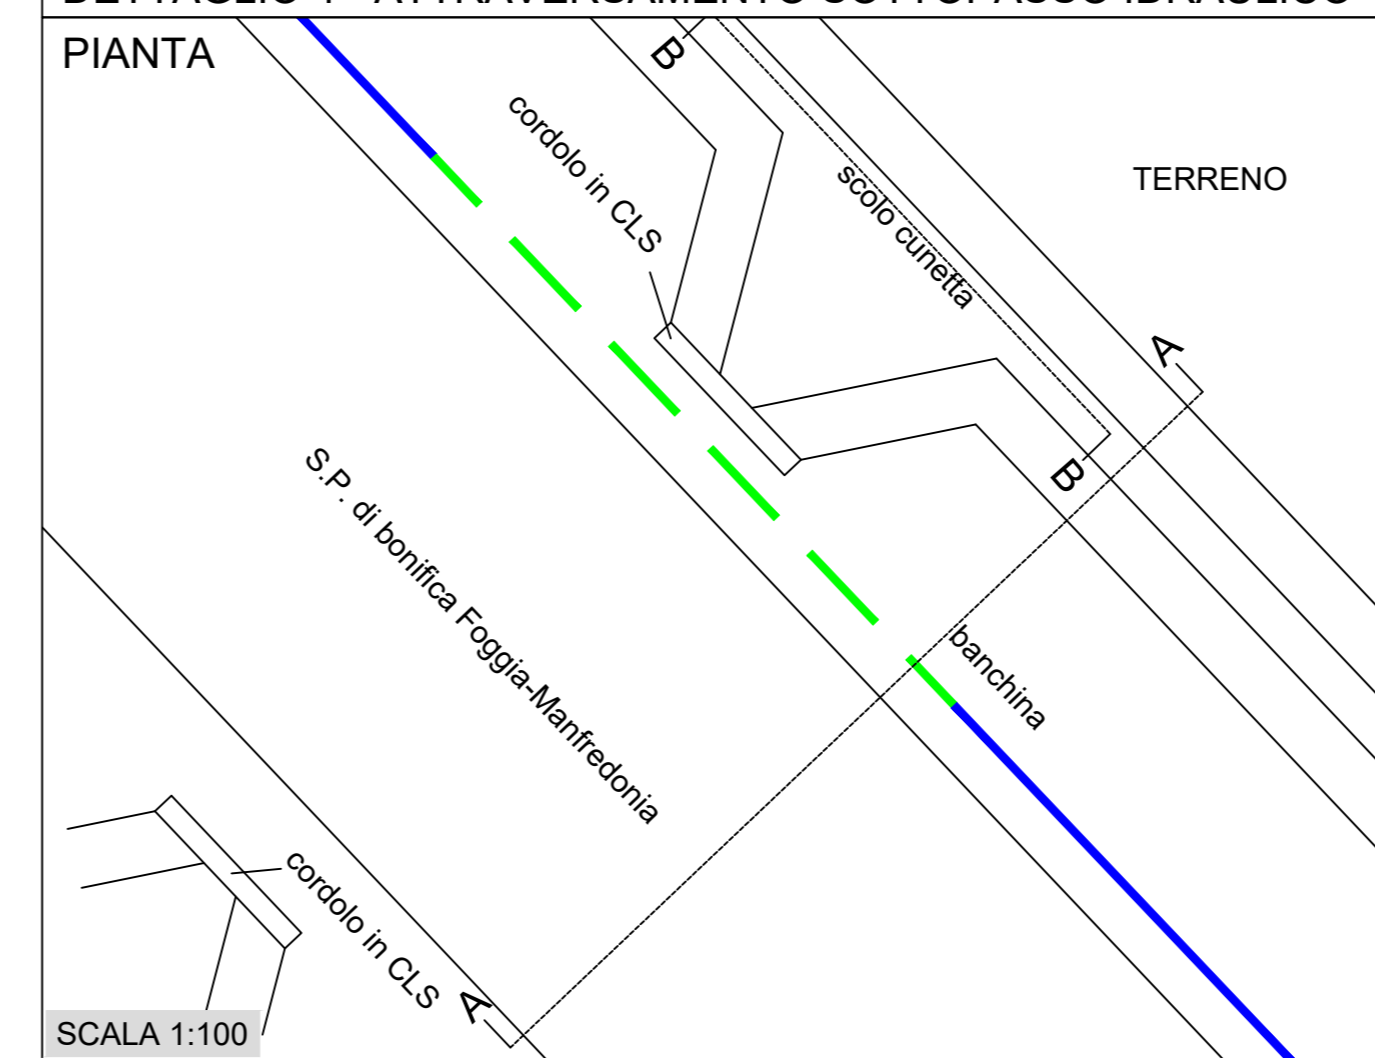 PIANTA
B
cordolo in CLS
scolo cunetta
TERRENO
A
B
S.P. di bonifica Foggia-Manfredonia
banchina
cordolo in CLS
A
SCALA 1:100